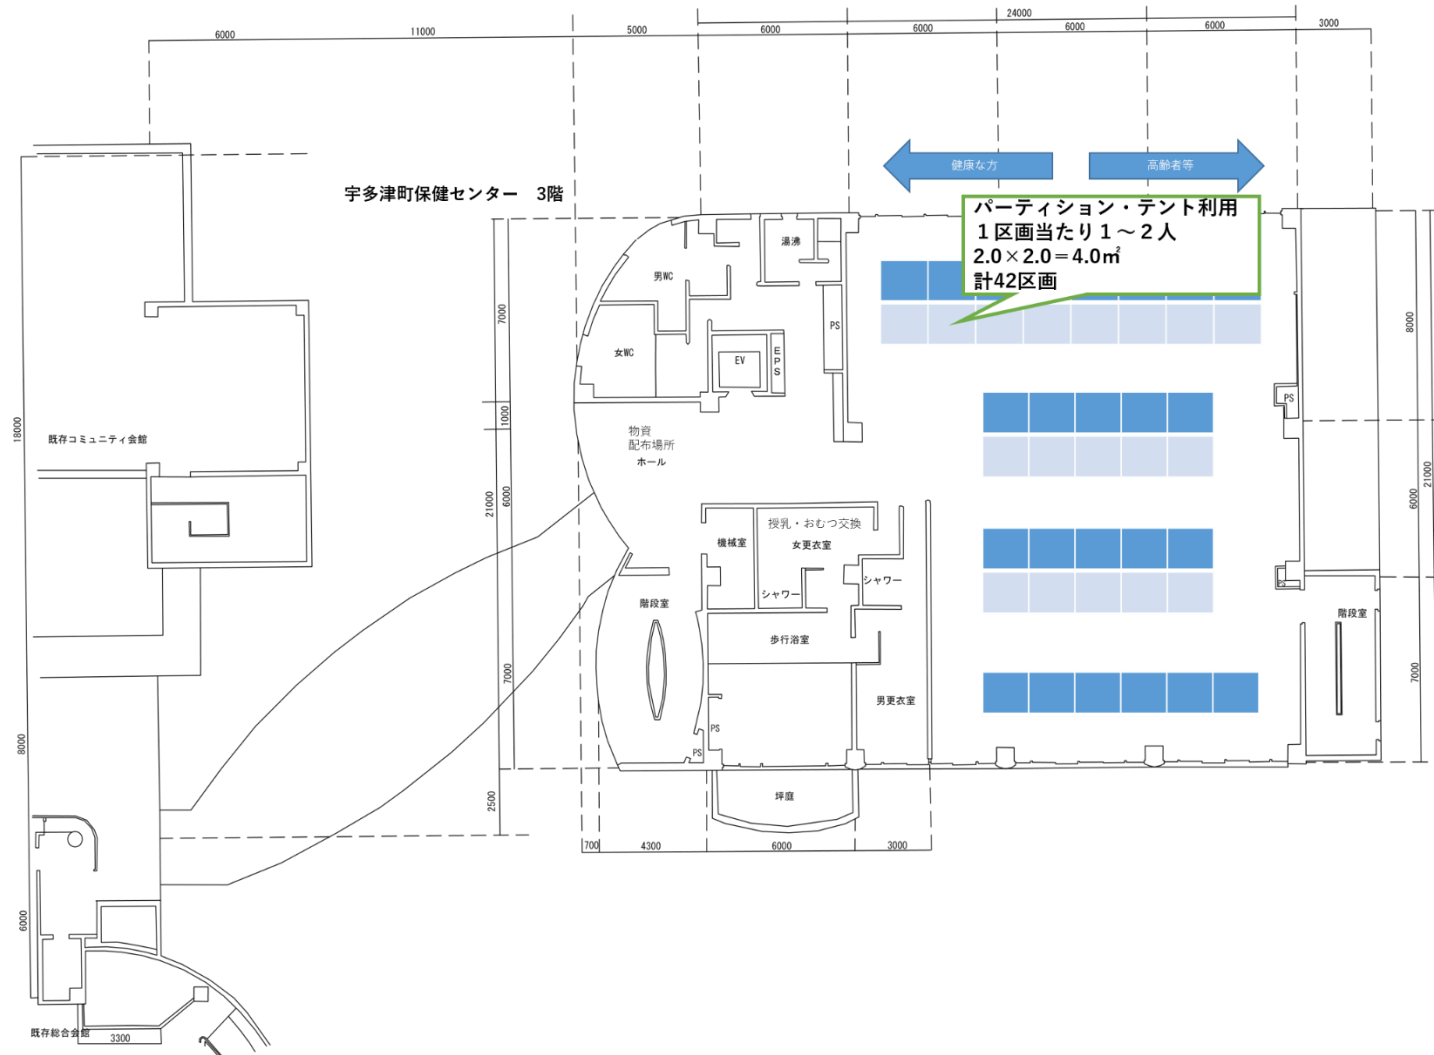 24000
6000
11000
5000
6000
6000
6000
6000
3000
健康な方
高齢者等
宇多津町保健センター 3階
パーティション・テント利用
1区画当たり1～2人
2.0×2.0＝4.0㎡
計42区画
湯沸
男WC
女WC
EV
EPS
PS
PS
7000
1000
6000
21000
7000
2500
8000
6000
21000
7000
18000
8000
6000
既存コミュニティ会館
物資
配布場所
ホール
授乳・おむつ交換
機械室
女更衣室
シャワー
シャワー
階段室
歩行浴室
男更衣室
階段室
PS
PS
坪庭
700
4300
6000
3000
既存総合会館
3300